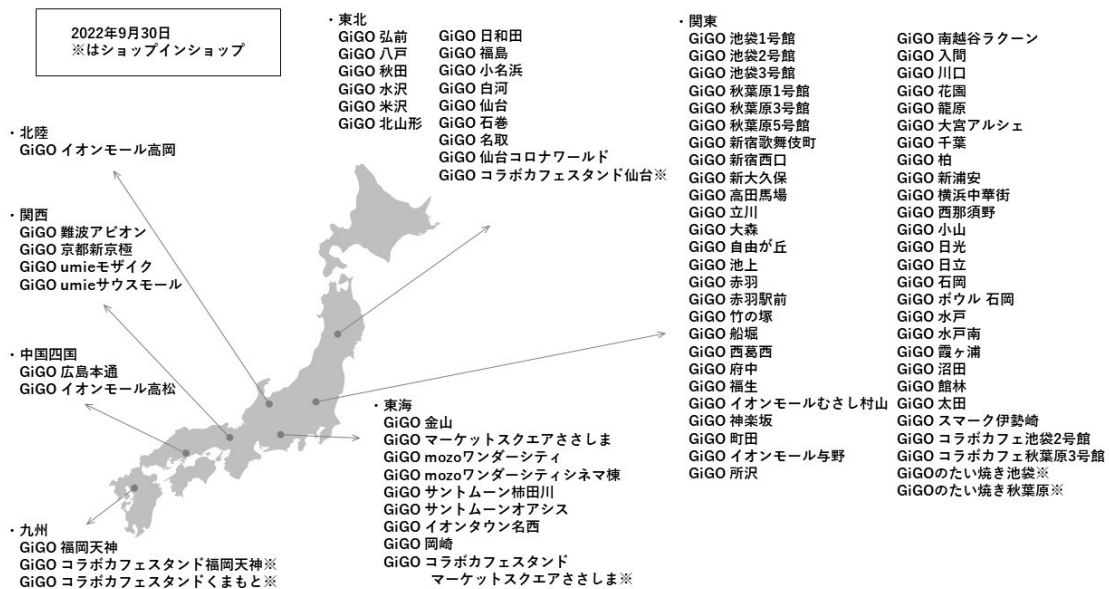 2022年9月30日
※はショップインショップ
・東北
GiGO 弘前
GiGO 八戸
GiGO 秋田
GiGO 水沢
GiGO 米沢
GiGO 北山形
GiGO 日和田
GiGO 福島
GiGO 小名浜
GiGO 白河
GiGO 仙台
GiGO 石巻
GiGO 名取
GiGO 仙台コロナワールド
GiGO コラボカフェスタンド仙台※
・関東
GiGO 池袋1号館
GiGO 池袋2号館
GiGO 池袋3号館
GiGO 秋葉原1号館
GiGO 秋葉原3号館
GiGO 秋葉原5号館
GiGO 新宿歌舞伎町
GiGO 新宿西口
GiGO 新大久保
GiGO 高田馬場
GiGO 立川
GiGO 大森
GiGO 自由が丘
GiGO 池上
GiGO 赤羽
GiGO 赤羽駅前
GiGO 竹の塚
GiGO 船堀
GiGO 西葛西
GiGO 府中
GiGO 福生
GiGO イオンモールむさし村山
GiGO 神楽坂
GiGO 町田
GiGO イオンモール与野
GiGO 所沢
GiGO 南越谷ラクーン
GiGO 入間
GiGO 川口
GiGO 花園
GiGO 籠原
GiGO 大宮アルシェ
GiGO 千葉
GiGO 柏
GiGO 新浦安
GiGO 横浜中華街
GiGO 西那須野
GiGO 小山
GiGO 日光
GiGO 日立
GiGO 石岡
GiGO ボウル 石岡
GiGO 水戸
GiGO 水戸南
GiGO 霞ヶ浦
GiGO 沼田
GiGO 館林
GiGO 太田
GiGO スマーク伊勢崎
GiGO コラボカフェ池袋2号館
GiGO コラボカフェ秋葉原3号館
GiGOのたい焼き池袋※
GiGOのたい焼き秋葉原※
・北陸
GiGO イオンモール高岡
・関西
GiGO 難波アビオン
GiGO 京都新京極
GiGO umieモザイク
GiGO umieサウスモール
・中国四国
GiGO 広島本通
GiGO イオンモール高松
・東海
GiGO 金山
GiGO マーケットスクエアささしま
GiGO mozoワンダーシティ
GiGO mozoワンダーシティシネマ棟
GiGO サントムーン柿田川
GiGO サントムーンオアシス
GiGO イオンタウン名西
GiGO 岡崎
GiGO コラボカフェスタンド
マーケットスクエアささしま※
・九州
GiGO 福岡天神
GiGO コラボカフェスタンド福岡天神※
GiGO コラボカフェスタンドくまもと※